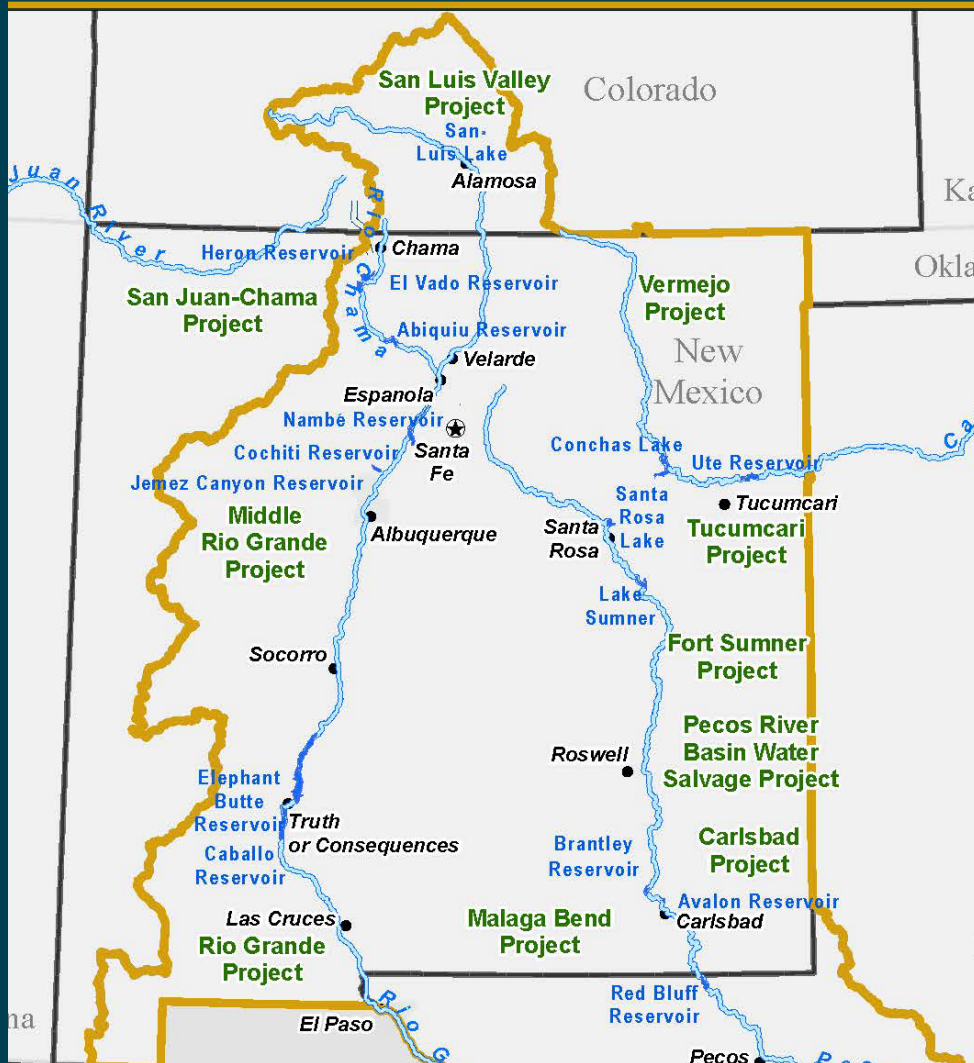 San Luis Valley
Project
Colorado
San-
Luis Lake
Alamosa
Juan River
Rio Chama
Heron Reservoir
Chama
El Vado Reservoir
San Juan-Chama
Project
Vermejo
Project
Abiquiu Reservoir
Velarde
New
Mexico
Espanola
Nambe Reservoir
Santa
Fe
Cochiti Reservoir
Jemez Canyon Reservoir
Conchas Lake
Ute Reservoir
Ca
Tucumcari
Santa
Rosa
Lake
Santa
Rosa
Tucumcari
Project
Middle
Rio Grande
Project
Albuquerque
Lake
Sumner
Socorro
Fort Sumner
Project
Pecos River
Basin Water
Salvage Project
Roswell
Elephant
Butte
Reservoir
Truth
or Consequences
Caballo
Reservoir
Brantley
Reservoir
Carlsbad
Project
Avalon Reservoir
Carlsbad
Las Cruces
Malaga Bend
Project
Rio Grande
Project
Red Bluff
Reservoir
El Paso
Rio G
Pecos
Ka
Okla
na